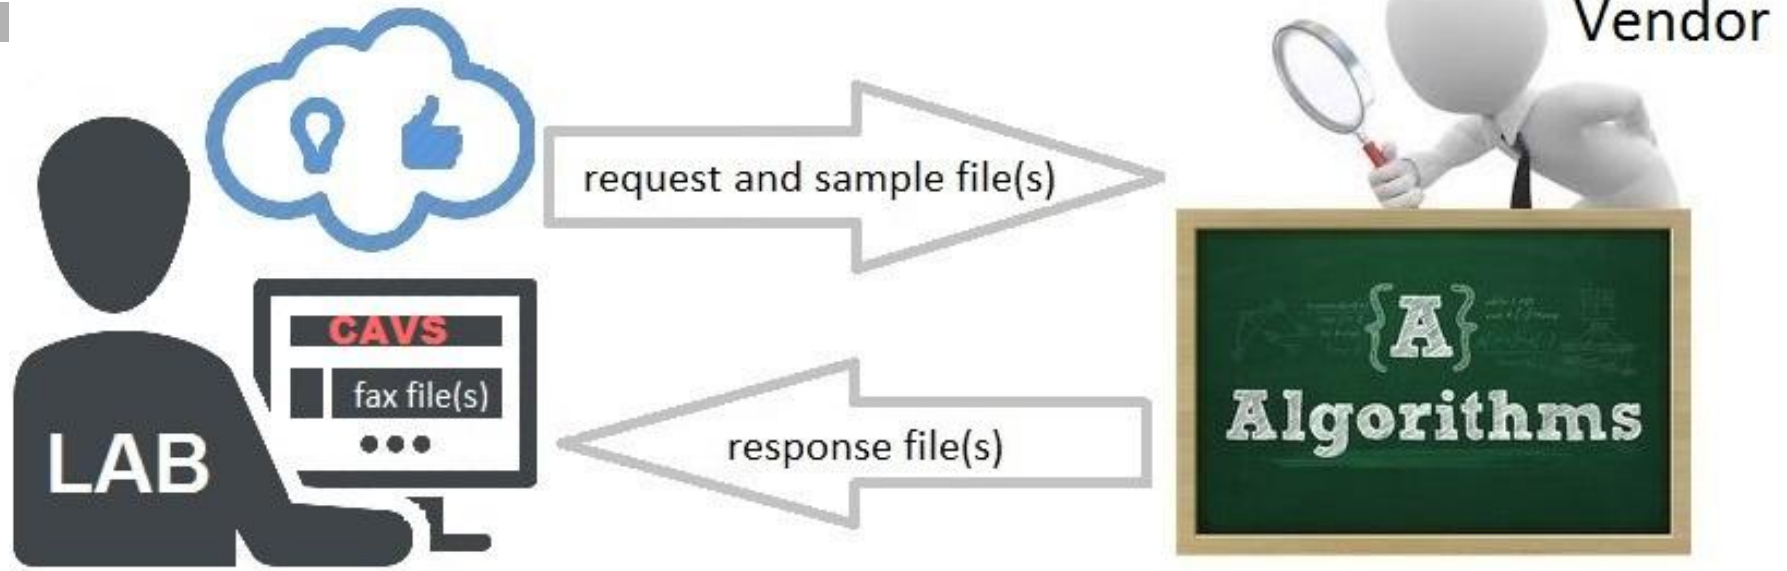 Vendor
request and sample file(s)
CAVS
fax file(s)
LAB
response file(s)
{A}
Algorithms